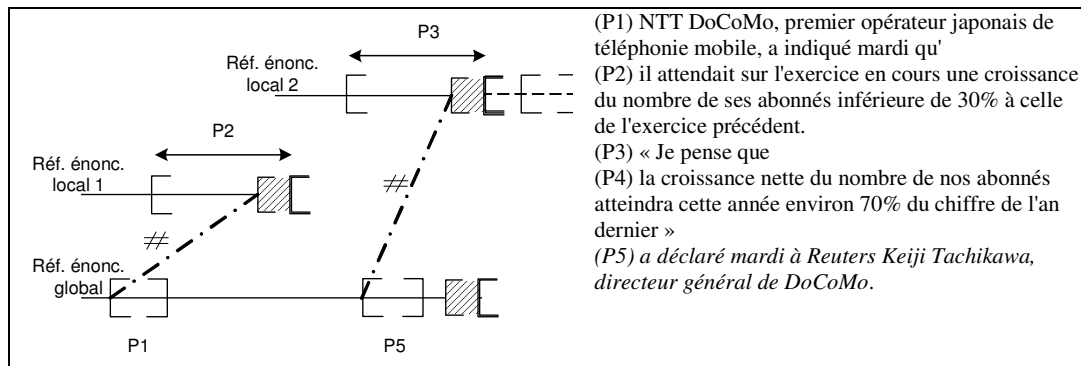 P3
Réf. énonc.
local 2
P2
Réf. énonc.
local 1
Réf. énonc.
global
P1
P5
(P1) NTT DoCoMo, premier opérateur japonais de
téléphonie mobile, a indiqué mardi qu'
(P2) il attendait sur l'exercice en cours une croissance
du nombre de ses abonnés inférieure de 30% à celle
de l'exercice précédent.
(P3) « Je pense que
(P4) la croissance nette du nombre de nos abonnés
atteindra cette année environ 70% du chiffre de l'an
dernier »
(P5) a déclaré mardi à Reuters Keiji Tachikawa,
directeur général de DoCoMo.